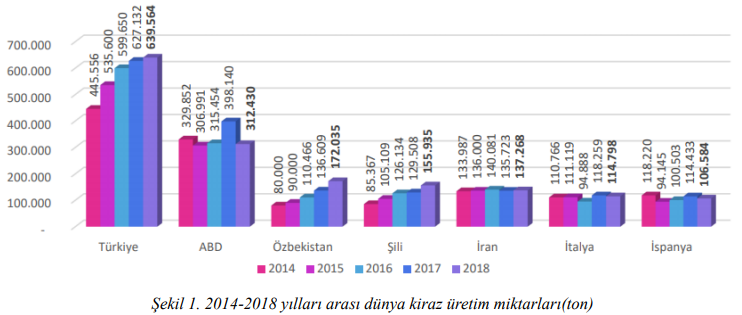 700.000
600.000
500.000
400.000
300.000
200.000
100.000
-
445.556 535.600 599.650 627.132 639.564
329.852 306.991 315.454 398.140 312.430
80.000 90.000 110.466 136.609 172.035
85.367 105.109 126.134 129.508 155.935
133.987 136.000 140.081 135.723 137.268
110.766 111.119 94.888 118.259 114.798
118.220 94.145 100.503 114.433 106.584
Türkiye ABD Özbekistan Şili İran İtalya İspanya
2014 2015 2016 2017 2018
Şekil 1. 2014-2018 yılları arası dünya kiraz üretim miktarları(ton)